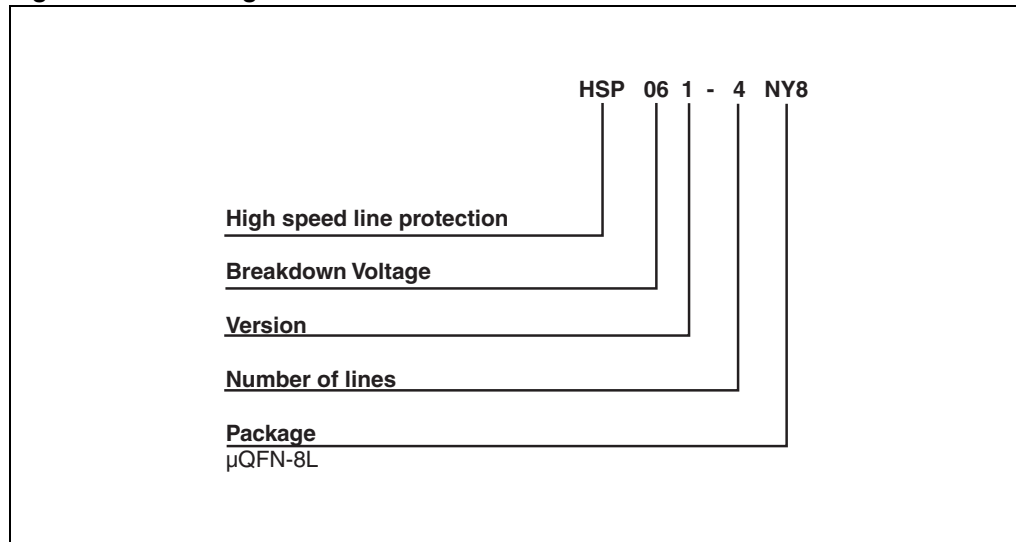 HSP 06 1 - 4 NY8
High speed line protection
Breakdown Voltage
Version
Number of lines
Package
µQFN-8L